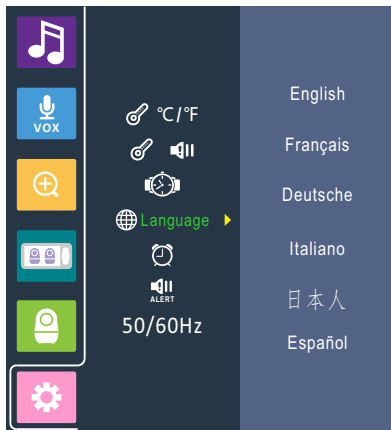 VOX
°C/°F
Language
ALERT
50/60Hz
English
Français
Deutsche
Italiano
日本人
Español